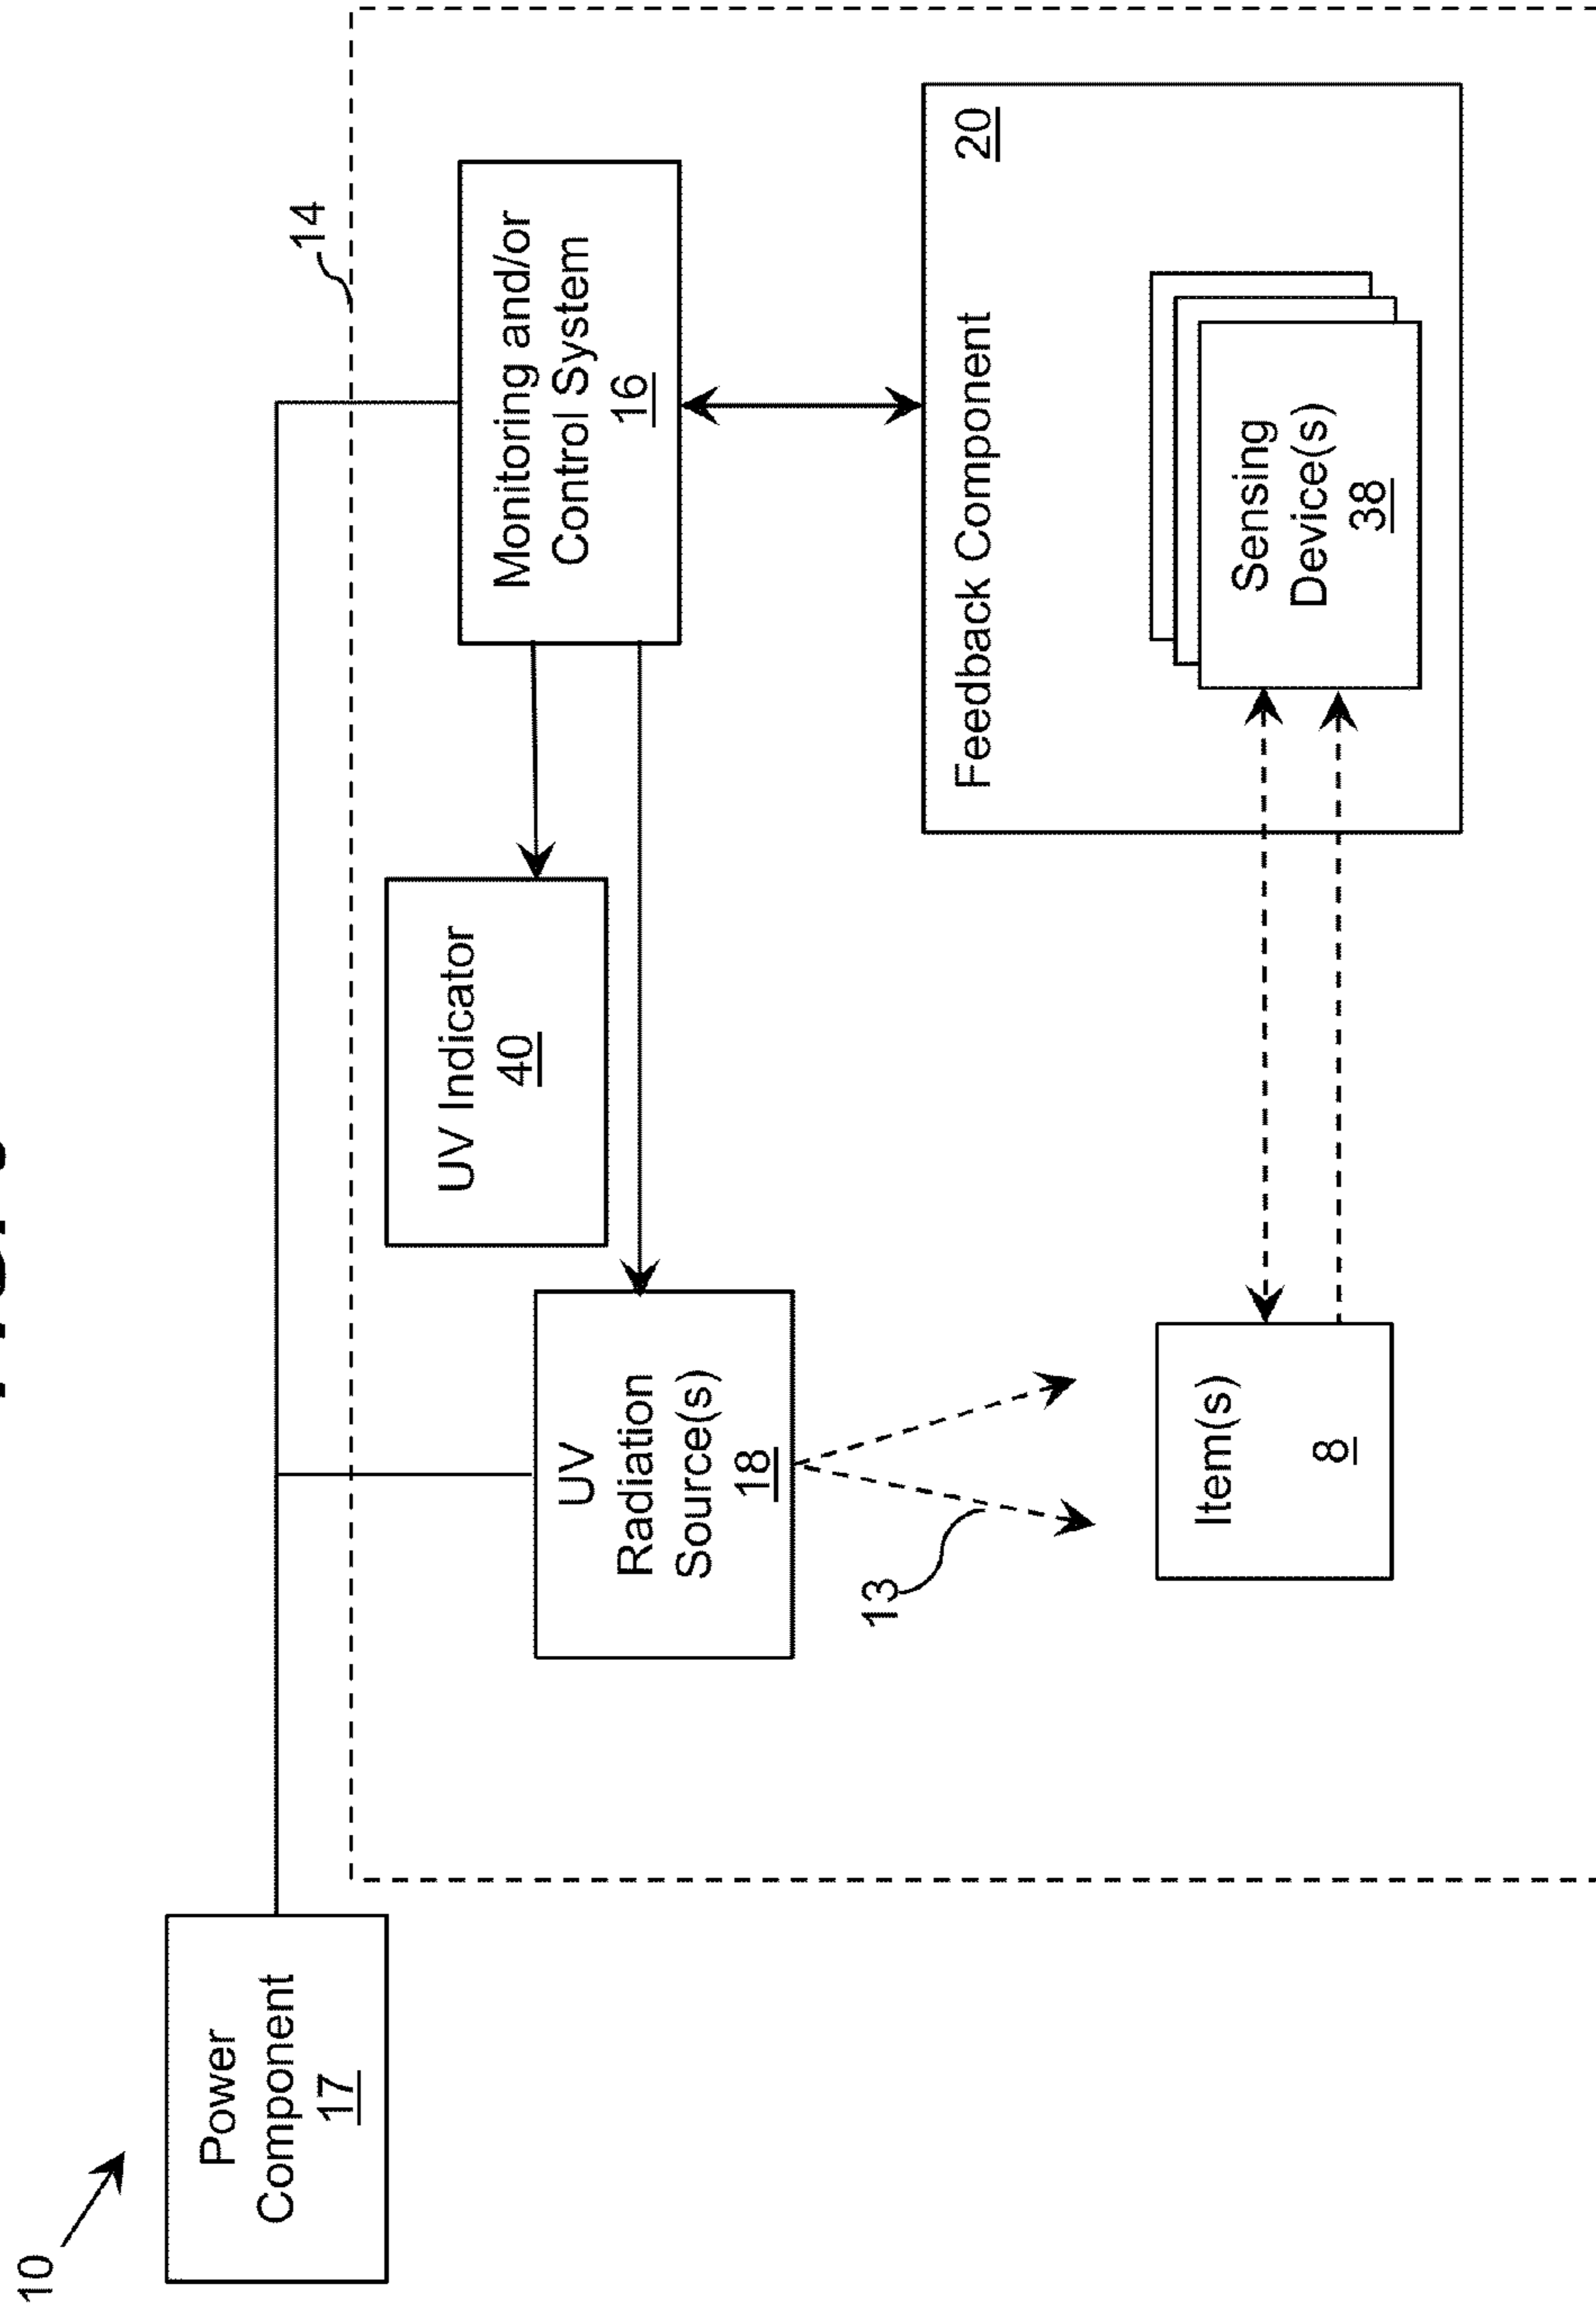 10
Power
Component
17
14
UV Indicator
40
Monitoring and/or
Control System
16
UV
Radiation
Source(s)
18
13
Feedback Component
20
Item(s)
8
Sensing
Device(s)
38